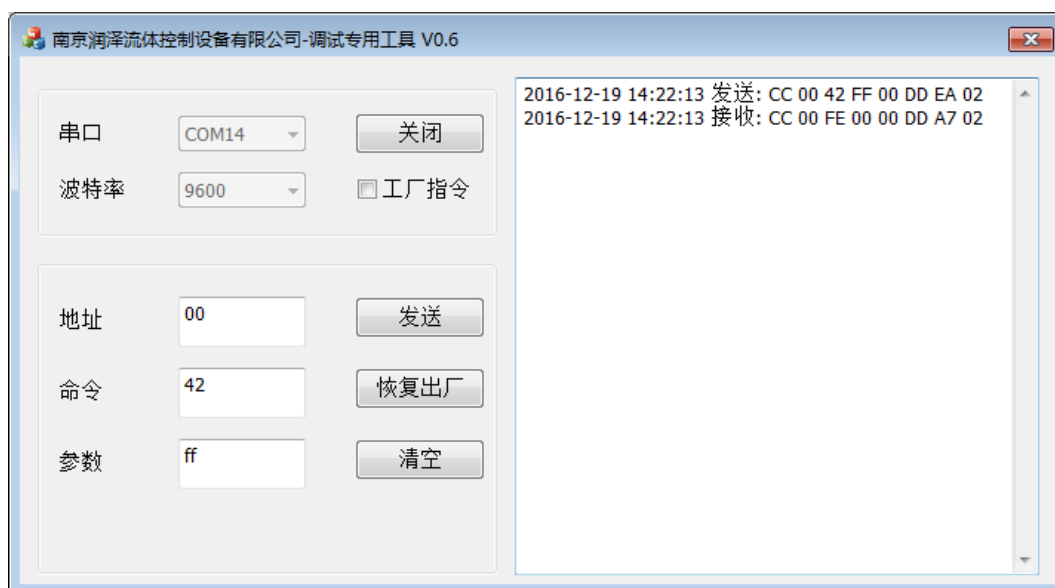 南京润泽流体控制设备有限公司-调试专用工具 V0.6
串口
COM14
关闭
波特率
9600
工厂指令
地址
00
发送
命令
42
恢复出厂
参数
ff
清空
2016-12-19 14:22:13 发送: CC 00 42 FF 00 DD EA 02
2016-12-19 14:22:13 接收: CC 00 FE 00 00 DD A7 02